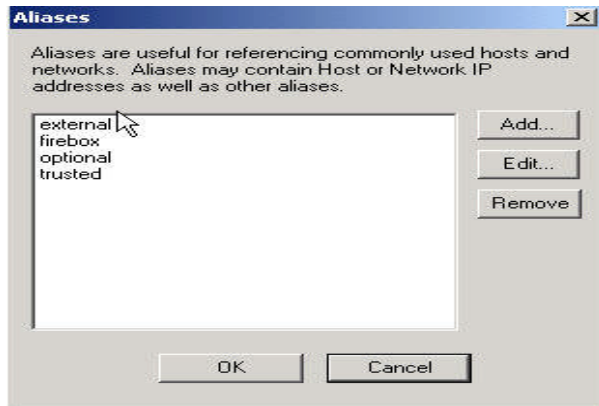 Aliases
Aliases are useful for referencing commonly used hosts and
networks. Aliases may contain Host or Network IP
addresses as well as other aliases.
external
firebox
optional
trusted
Add...
Edit...
Remove
OK
Cancel